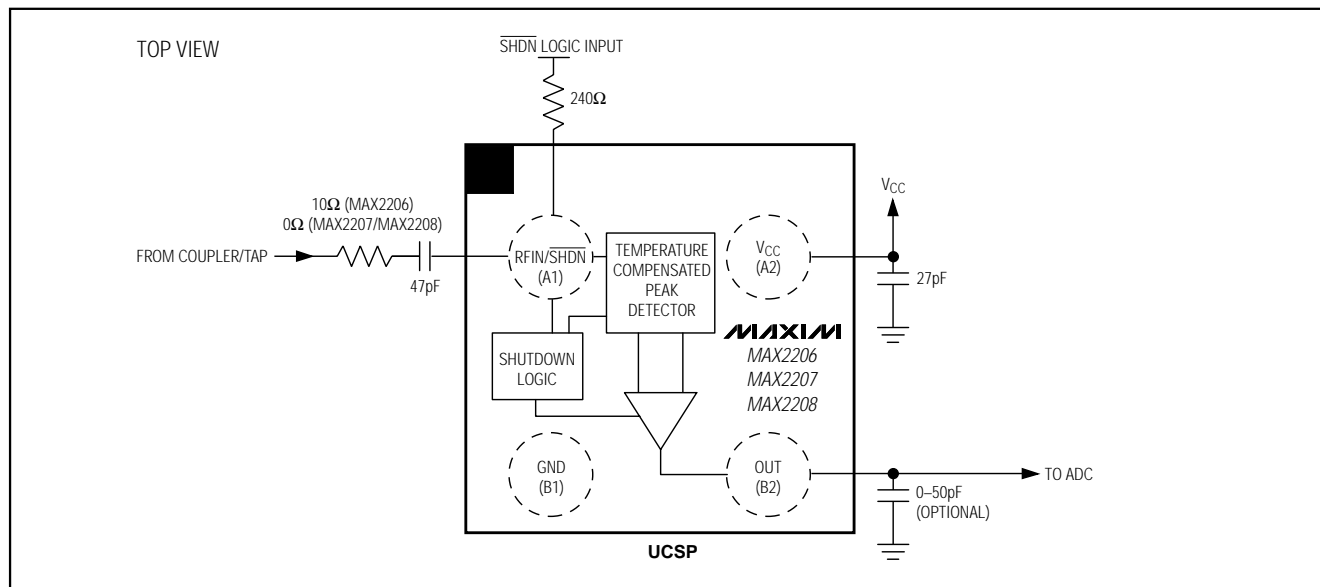 TOP VIEW
SHDN LOGIC INPUT
240Ω
10Ω (MAX2206)
0Ω (MAX2207/MAX2208)
FROM COUPLER/TAP
47pF
RFIN/SHDN
(A1)
TEMPERATURE
COMPENSATED
PEAK
DETECTOR
VCC
(A2)
VCC
27pF
SHUTDOWN
LOGIC
MAXIM
MAX2206
MAX2207
MAX2208
GND
(B1)
OUT
(B2)
TO ADC
0–50pF
(OPTIONAL)
UCSP